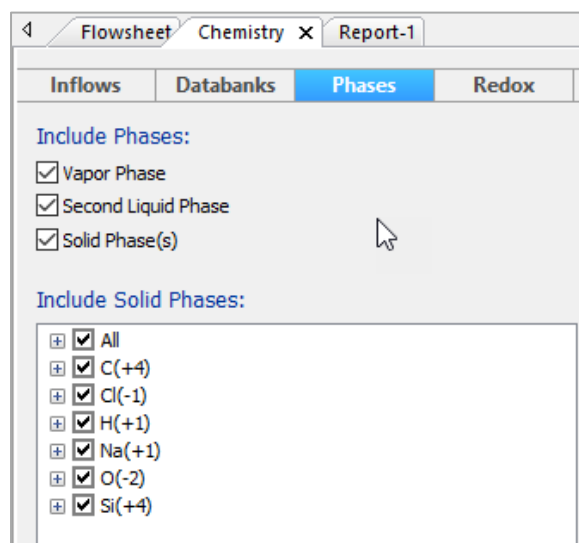 Flowsheet Chemistry Report-1
Inflows Databanks Phases Redox
Include Phases:
Vapor Phase
Second Liquid Phase
Solid Phase(s)
Include Solid Phases:
All
C(+4)
Cl(-1)
H(+1)
Na(+1)
O(-2)
Si(+4)